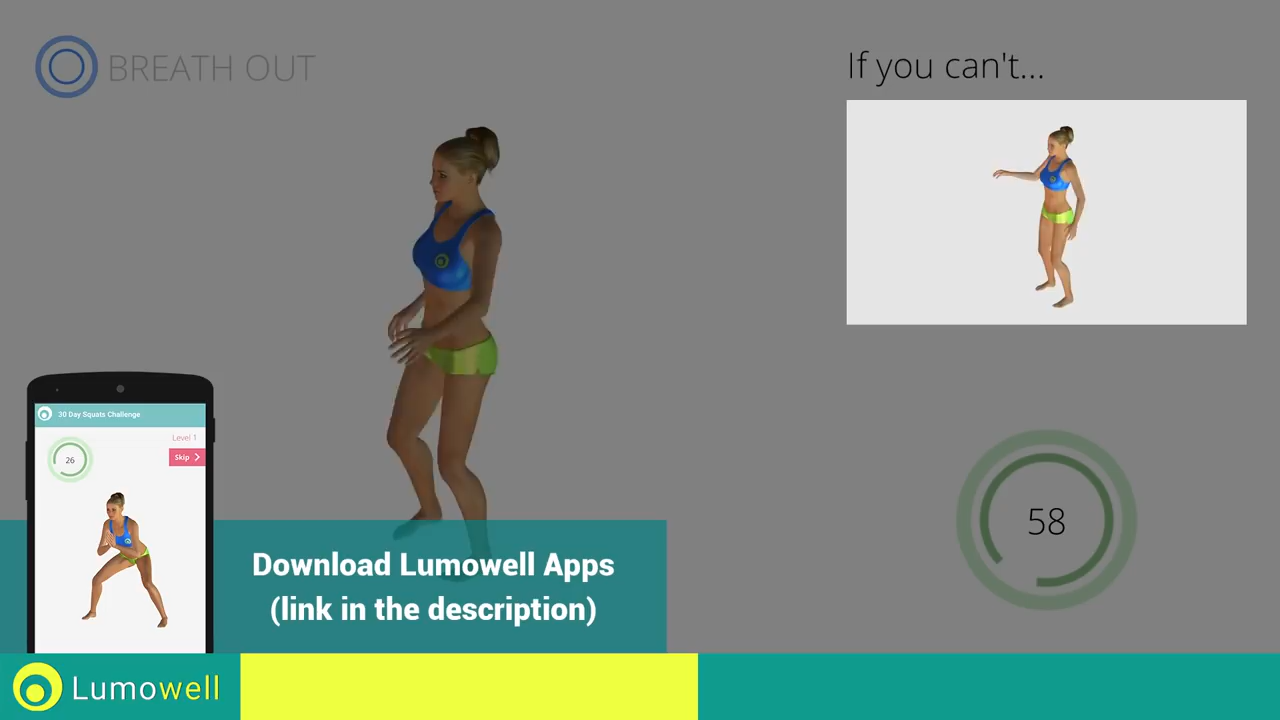 BREATH OUT
If you can't...
30 Day Squats Challenge
Level 1
26
Skip
58
Download Lumowell Apps
(link in the description)
Lumowell